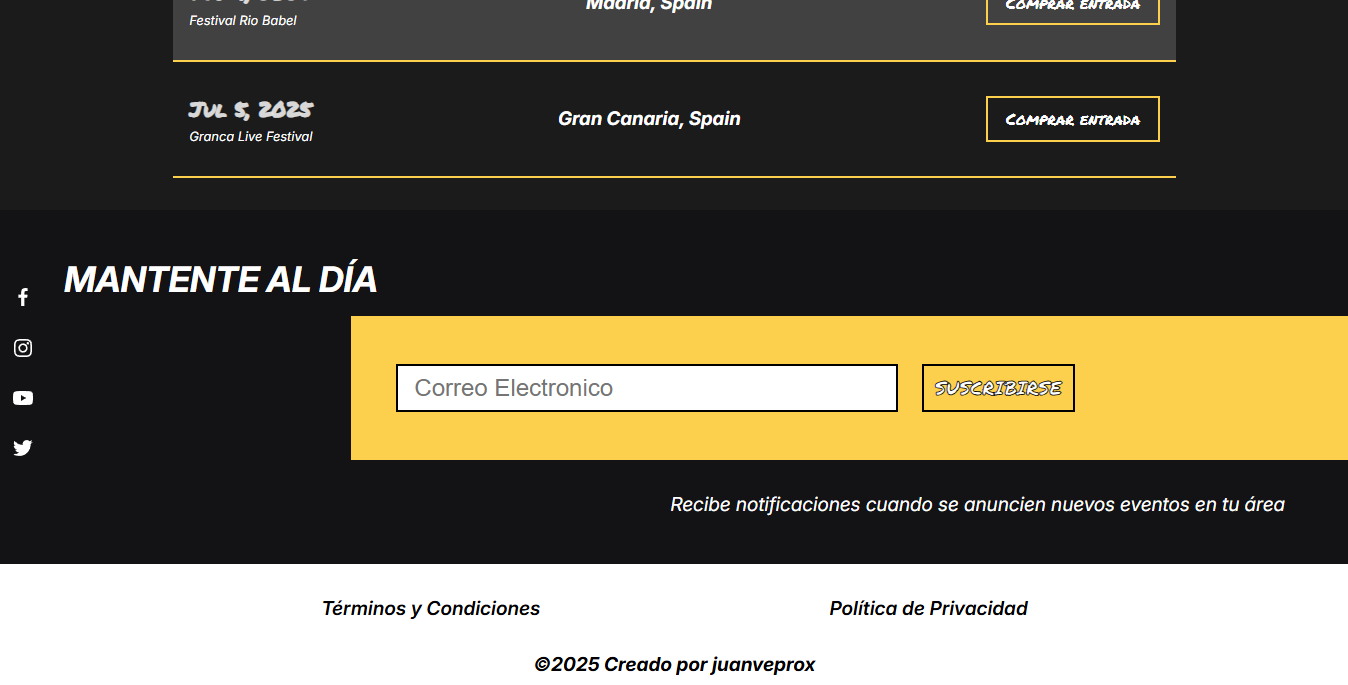 Festival Rio Babel
Madrid, Spain
Comprar entrada
Jul 5, 2025
Granca Live Festival
Gran Canaria, Spain
Comprar entrada
MANTENTE AL DÍA
Correo Electronico
SUSCRIBIRSE
Recibe notificaciones cuando se anuncien nuevos eventos en tu área
Términos y Condiciones
Política de Privacidad
©2025 Creado por juanveprox